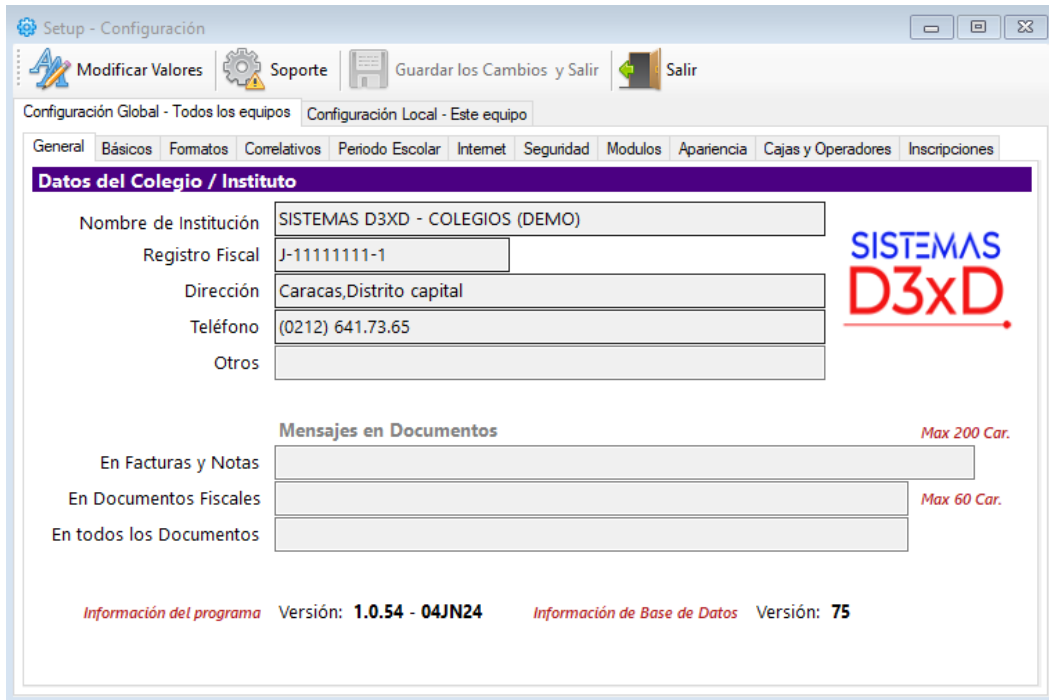 Setup - Configuración
Modificar Valores Soporte Guardar los Cambios y Salir Salir
Configuración Global - Todos los equipos Configuración Local - Este equipo
General Básicos Formatos Correlativos Periodo Escolar Internet Seguridad Modulos Apariencia Cajas y Operadores Inscripciones
Datos del Colegio / Instituto
Nombre de Institución SISTEMAS D3XD - COLEGIOS (DEMO)
Registro Fiscal J-11111111-1
Dirección Caracas,Distrito capital
Teléfono (0212) 641.73.65
Otros
SISTEMAS
D3xD
Mensajes en Documentos Max 200 Car.
En Facturas y Notas
En Documentos Fiscales Max 60 Car.
En todos los Documentos
Información del programa Versión: 1.0.54 - 04JN24 Información de Base de Datos Versión: 75